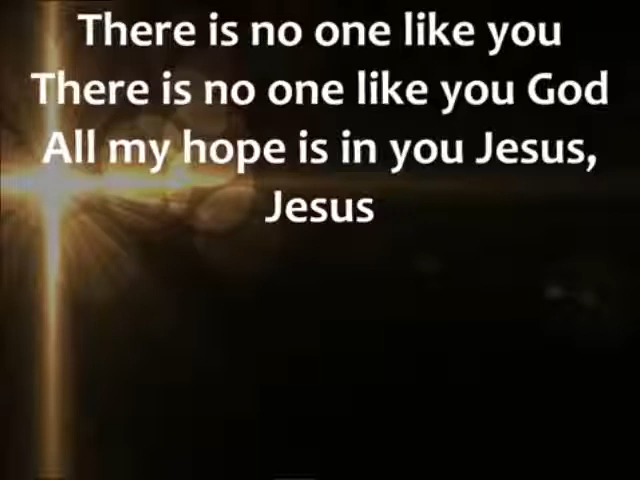 There is no one like you
There is no one like you God
All my hope is in you Jesus,
Jesus